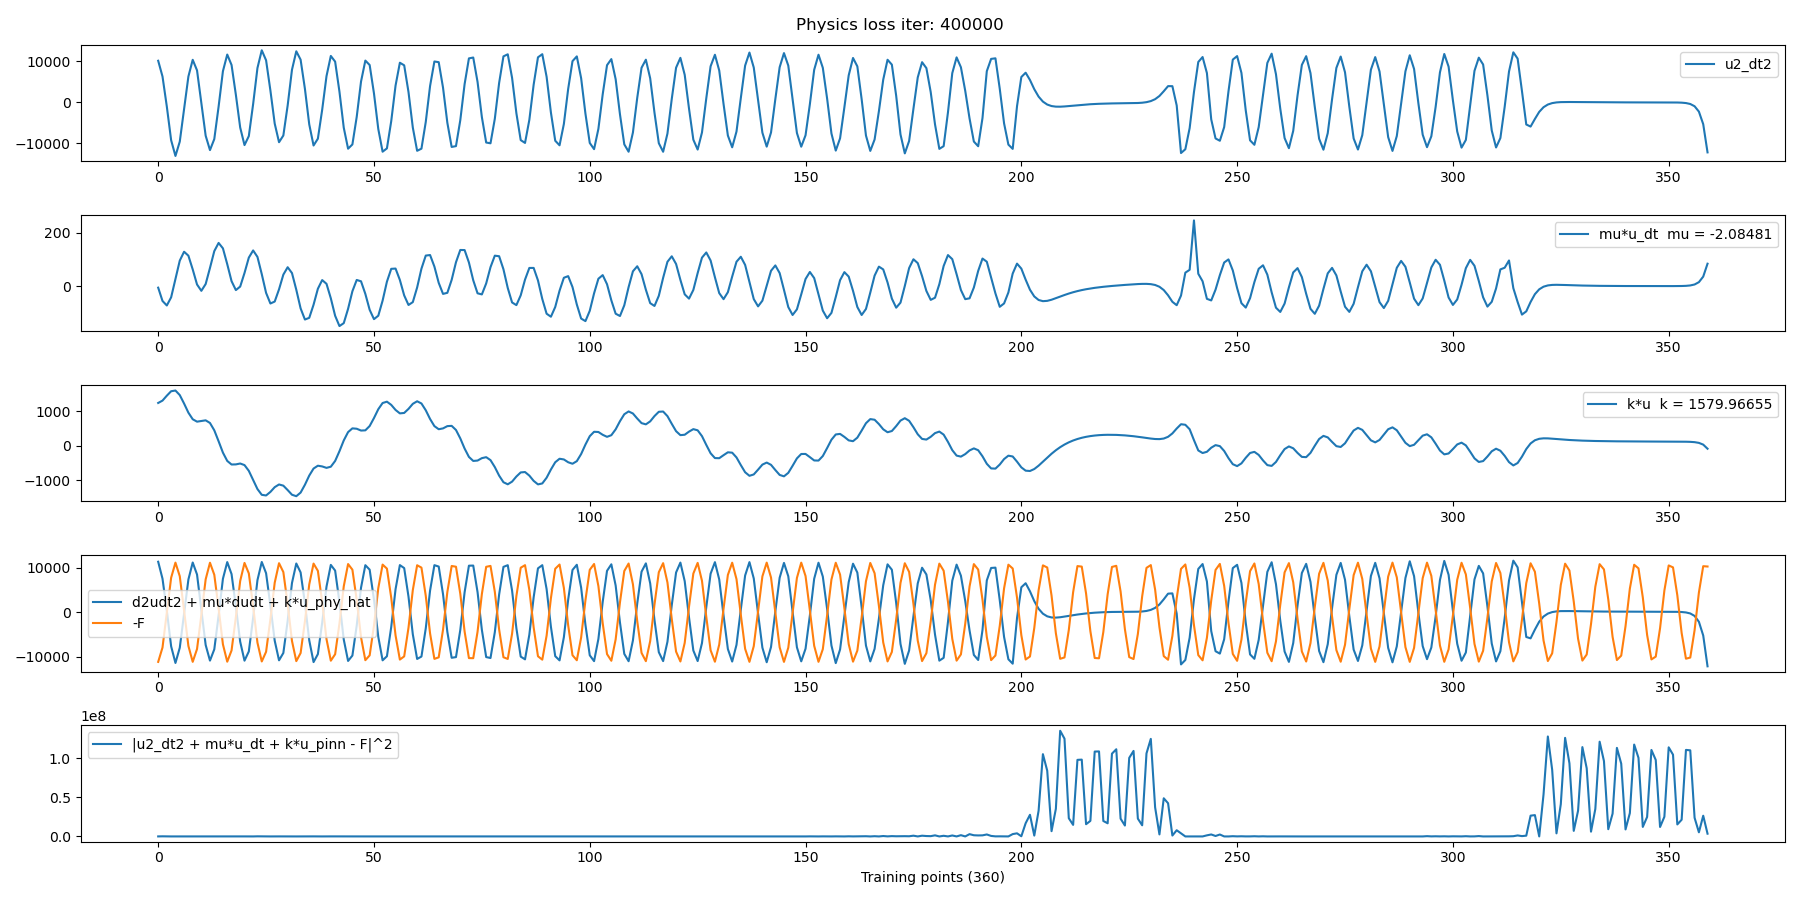 Physics loss iter: 400000
10000
0
−10000
u2_dt2
0 50 100 150 200 250 300 350
200
0
mu*u_dt mu = -2.08481
0 50 100 150 200 250 300 350
1000
0
−1000
k*u k = 1579.96655
0 50 100 150 200 250 300 350
10000
0
−10000
d2udt2 + mu*dudt + k*u_phy_hat
-F
0 50 100 150 200 250 300 350
1e8
1.0
0.5
0.0
|u2_dt2 + mu*u_dt + k*u_pinn - F|^2
0 50 100 150 200 250 300 350
Training points (360)